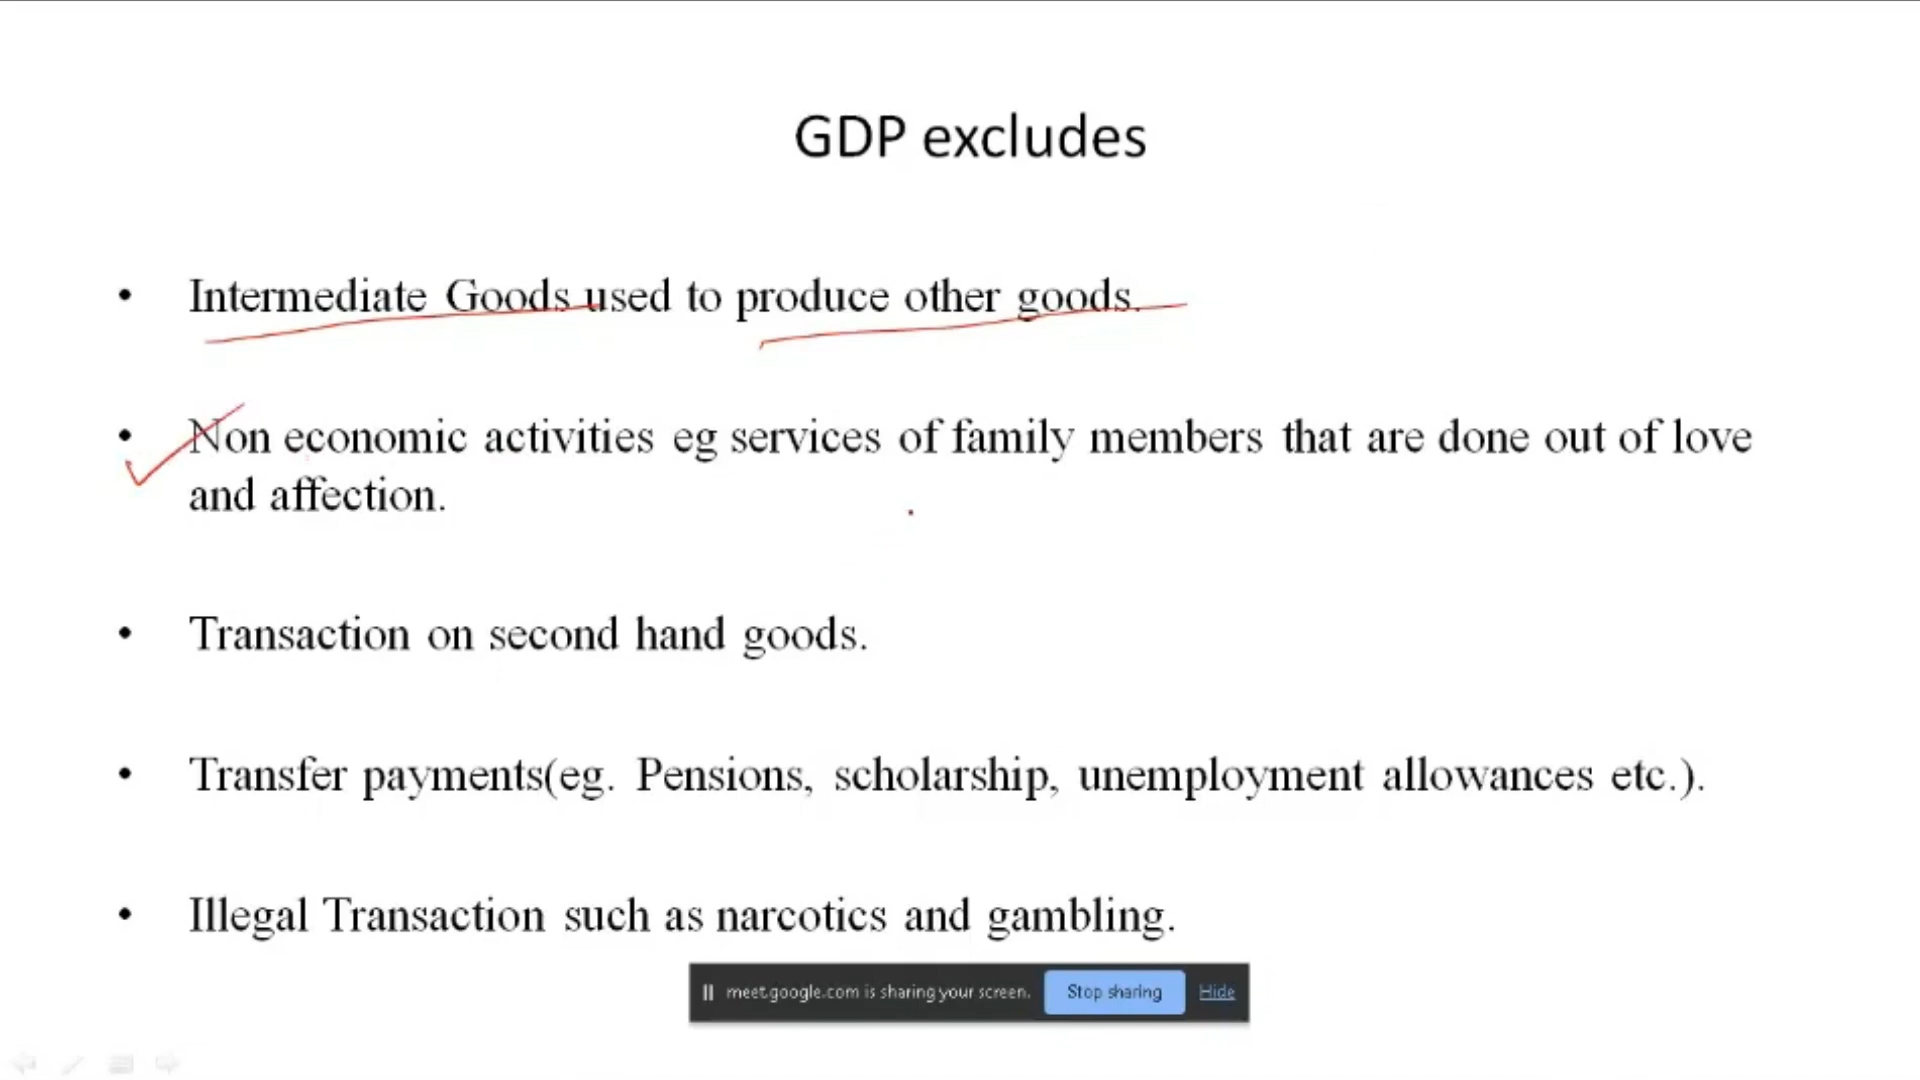 GDP excludes
• Intermediate Goods used to produce other goods.
• Non economic activities eg services of family members that are done out of love
and affection.
• Transaction on second hand goods.
• Transfer payments(eg. Pensions, scholarship, unemployment allowances etc.).
• Illegal Transaction such as narcotics and gambling.
meet.google.com is sharing your screen. Stop sharing Hide